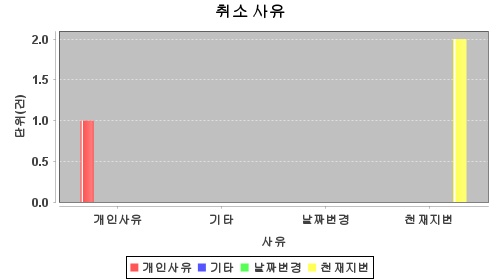 취소 사유
단위(건)
2.0
1.5
1.0
0.5
0.0
개인사유 기타 날짜변경 천재지변
사유
개인사유 기타 날짜변경 천재지변